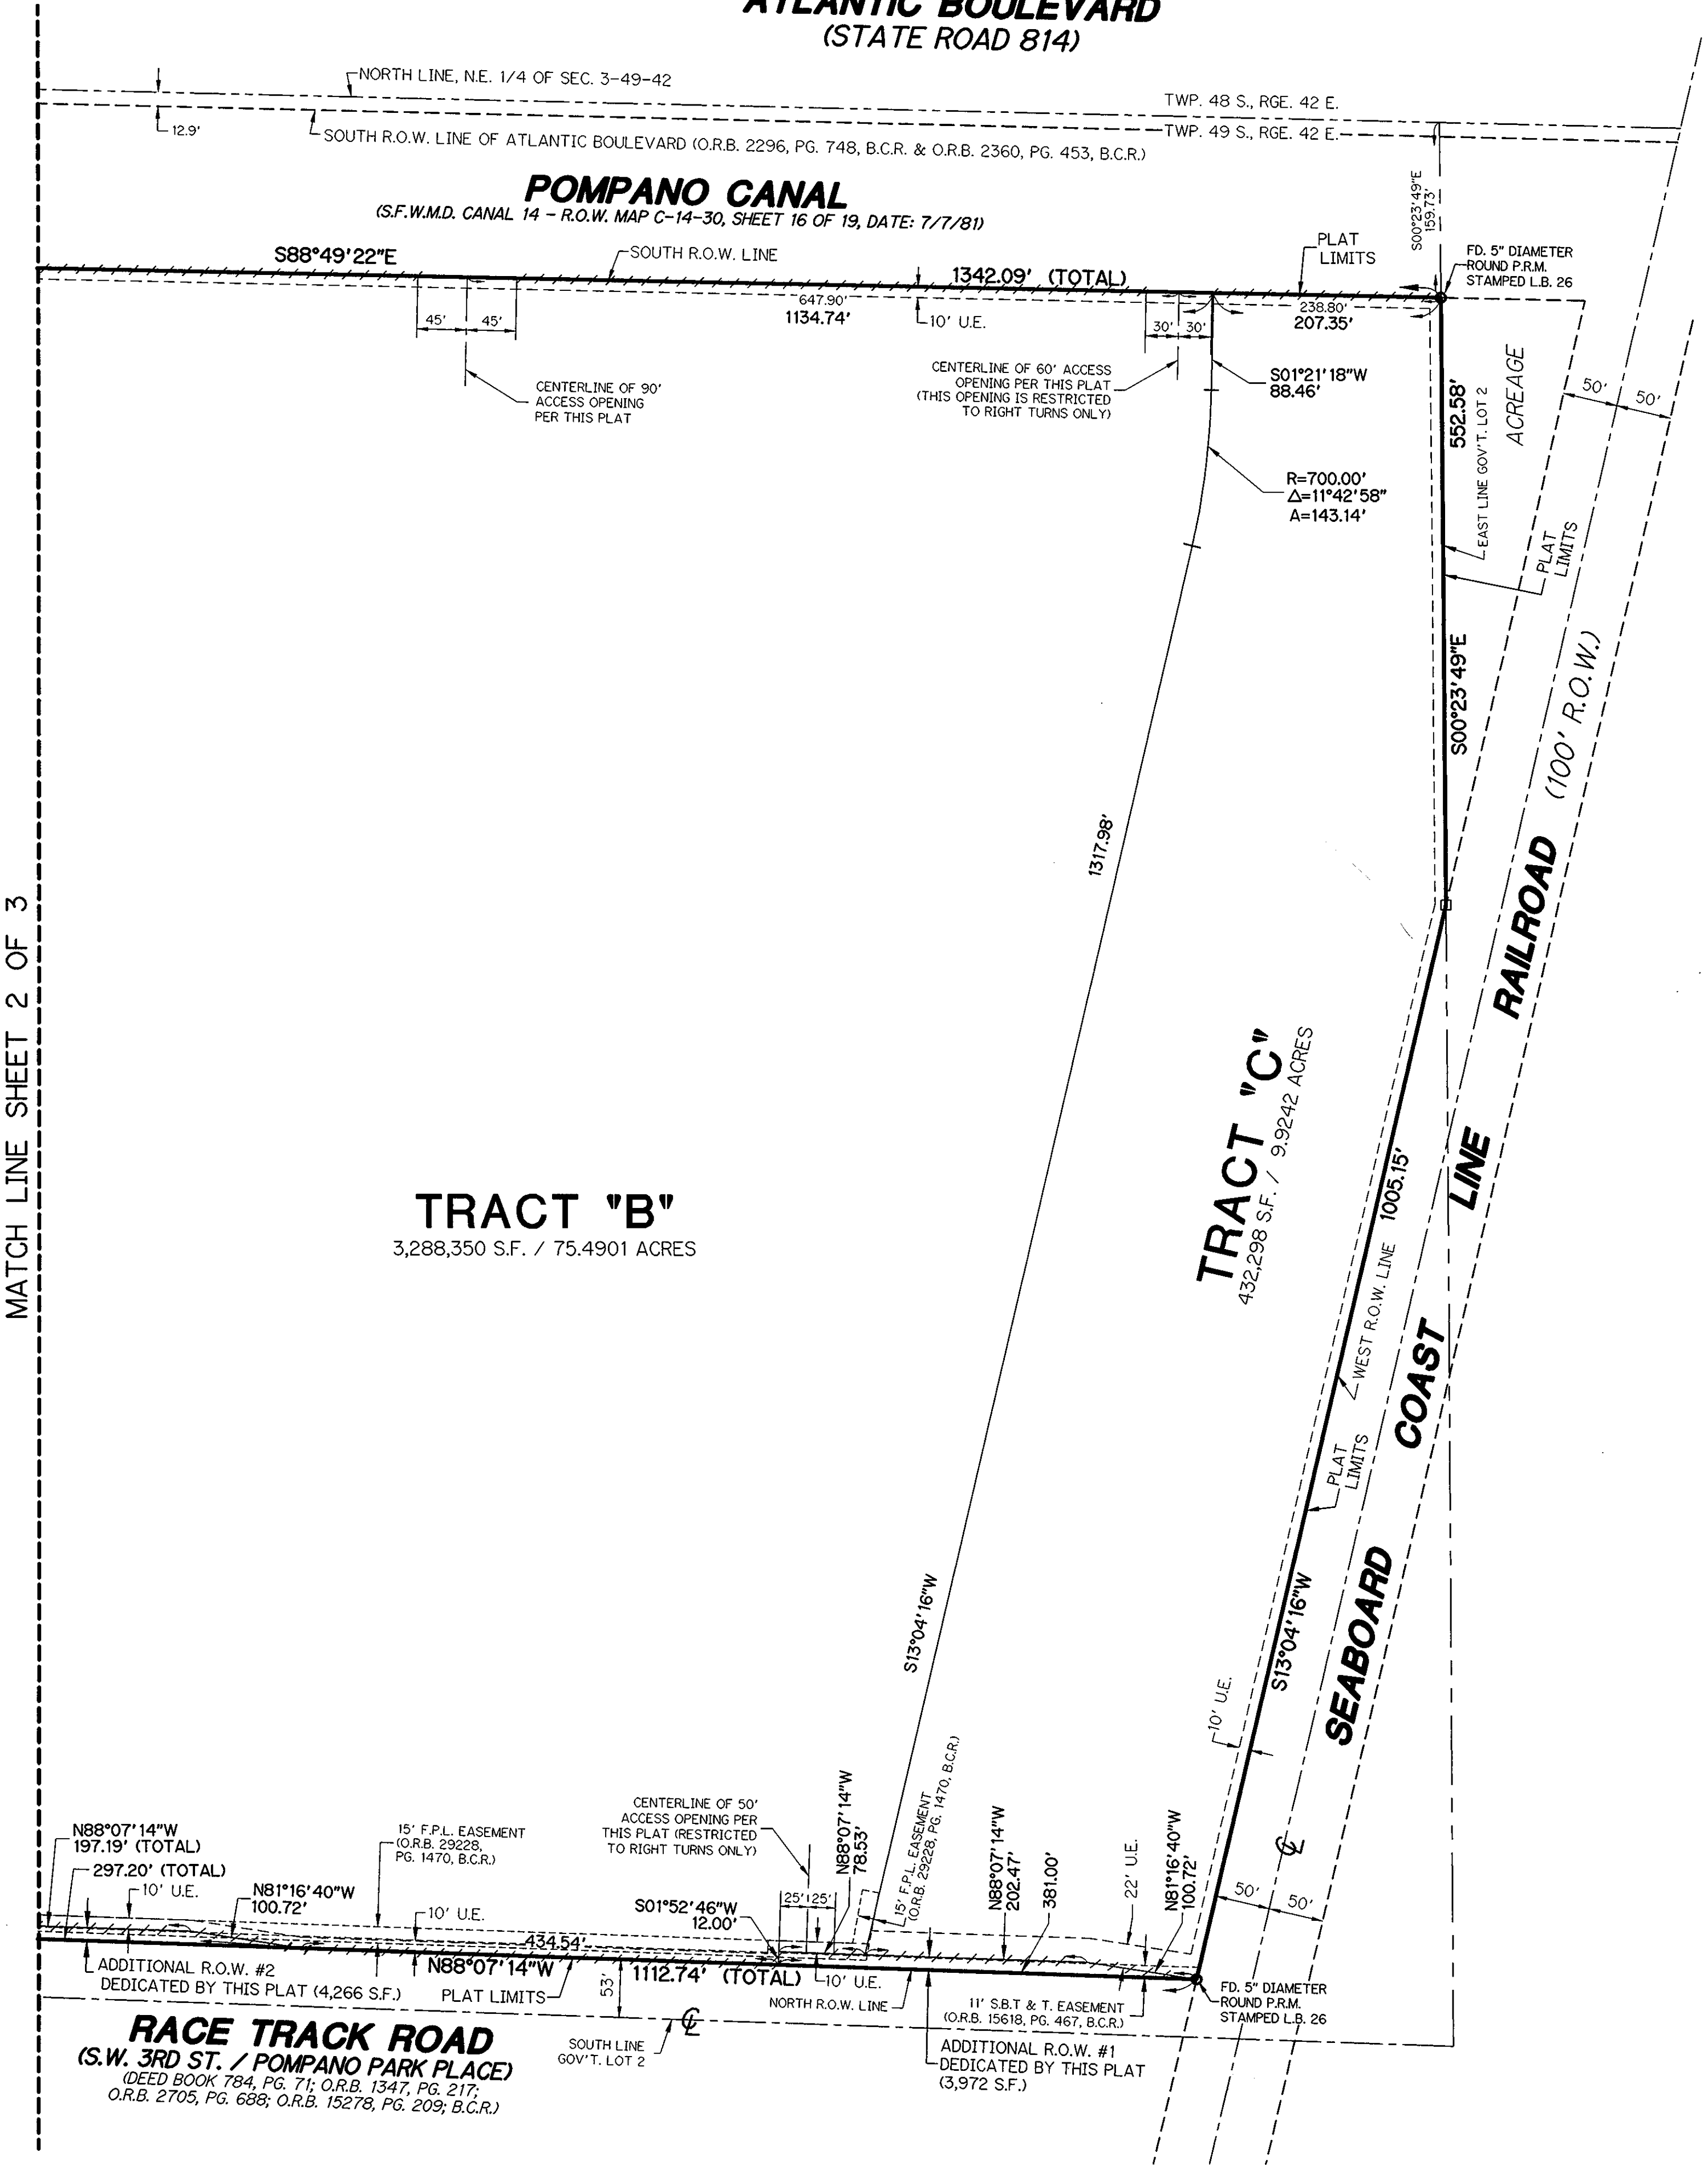 ATLANTIC BOULEVARD
(STATE ROAD 814)
NORTH LINE, N.E. 1/4 OF SEC. 3-49-42
TWP. 48 S., RGE. 42 E.
TWP. 49 S., RGE. 42 E.
12.9'
SOUTH R.O.W. LINE OF ATLANTIC BOULEVARD (O.R.B. 2296, PG. 748, B.C.R. & O.R.B. 2360, PG. 453, B.C.R.)
POMPANO CANAL
(S.F.W.M.D. CANAL 14 - R.O.W. MAP C-14-30, SHEET 16 OF 19, DATE: 7/7/81)
S00°23'49"E
159.73'
S88°49'22"E
SOUTH R.O.W. LINE
1342.09' (TOTAL)
PLAT
LIMITS
FD. 5" DIAMETER
ROUND P.R.M.
STAMPED L.B. 26
647.90'
1134.74'
10' U.E.
238.80'
207.35'
45'
45'
30'
30'
CENTERLINE OF 90'
ACCESS OPENING
PER THIS PLAT
CENTERLINE OF 60' ACCESS
OPENING PER THIS PLAT
(THIS OPENING IS RESTRICTED
TO RIGHT TURNS ONLY)
S01°21'18"W
88.46'
R=700.00'
Δ=11°42'58"
A=143.14'
552.58'
EAST LINE GOV'T. LOT 2
ACREAGE
50'
50'
PLAT
LIMITS
S00°23'49"E
(100' R.O.W.)
1317.98'
MATCH LINE SHEET 2 OF 3
RAILROAD
LINE
COAST
SEABOARD
TRACT "C"
432,298 S.F. / 9.9242 ACRES
TRACT "B"
3,288,350 S.F. / 75.4901 ACRES
1005.15'
WEST R.O.W. LINE
PLAT
LIMITS
S13°04'16"W
S13°04'16"W
10' U.E.
N88°07'14"W
197.19' (TOTAL)
297.20' (TOTAL)
10' U.E.
N81°16'40"W
100.72'
15' F.P.L. EASEMENT
(O.R.B. 29228,
PG. 1470, B.C.R.)
10' U.E.
CENTERLINE OF 50'
ACCESS OPENING PER
THIS PLAT (RESTRICTED
TO RIGHT TURNS ONLY)
S01°52'46"W
12.00'
25'
25'
N88°07'14"W
78.53'
15' F.P.L. EASEMENT
(O.R.B. 29228, PG. 1470, B.C.R.)
N88°07'14"W
202.47'
381.00'
22' U.E.
N81°16'40"W
100.72'
50'
50'
434.54'
ADDITIONAL R.O.W. #2
DEDICATED BY THIS PLAT (4,266 S.F.)
N88°07'14"W
1112.74' (TOTAL)
PLAT LIMITS
53'
10' U.E.
NORTH R.O.W. LINE
11' S.B.T & T. EASEMENT
(O.R.B. 15618, PG. 467, B.C.R.)
FD. 5" DIAMETER
ROUND P.R.M.
STAMPED L.B. 26
RACE TRACK ROAD
(S.W. 3RD ST. / POMPANO PARK PLACE)
(DEED BOOK 784, PG. 71; O.R.B. 1347, PG. 217;
O.R.B. 2705, PG. 688; O.R.B. 15278, PG. 209; B.C.R.)
SOUTH LINE
GOV'T. LOT 2
ADDITIONAL R.O.W. #1
DEDICATED BY THIS PLAT
(3,972 S.F.)